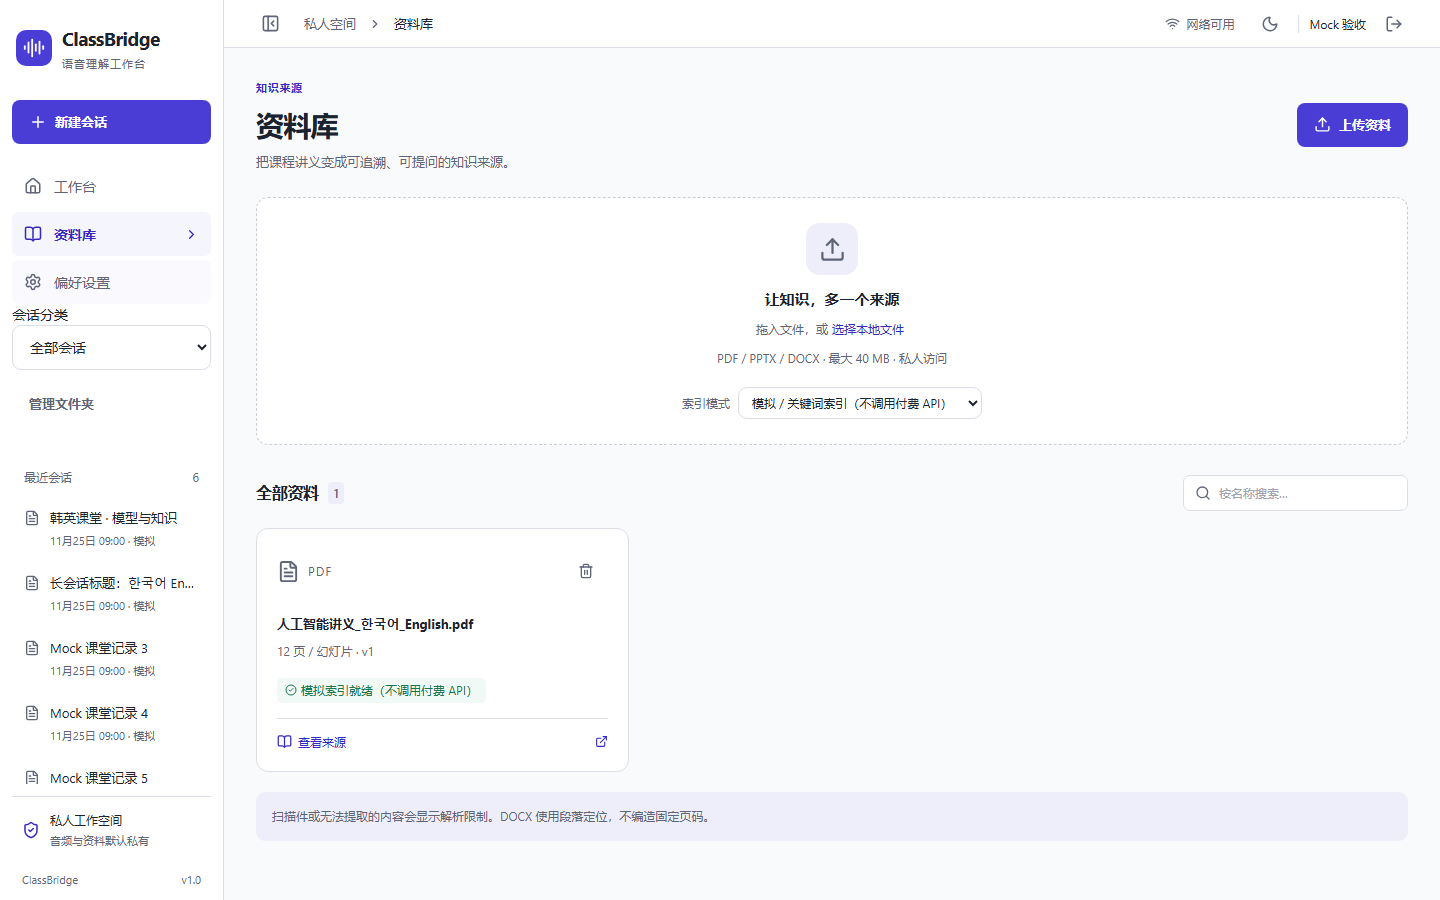 ClassBridge
语音理解工作台
新建会话
工作台
资料库
偏好设置
会话分类
全部会话
管理文件夹
最近会话 6
韩英课堂 · 模型与知识
11月25日 09:00 · 模拟
长会话标题：한국어 En...
11月25日 09:00 · 模拟
Mock 课堂记录 3
11月25日 09:00 · 模拟
Mock 课堂记录 4
11月25日 09:00 · 模拟
Mock 课堂记录 5
私人工作空间
音频与资料默认私有
ClassBridge v1.0
私人空间 资料库
网络可用 Mock 验收
知识来源
资料库
把课程讲义变成可追溯、可提问的知识来源。
上传资料
让知识，多一个来源
拖入文件，或 选择本地文件
PDF / PPTX / DOCX · 最大 40 MB · 私人访问
索引模式 模拟 / 关键词索引（不调用付费 API）
全部资料 1
按名称搜索...
PDF
人工智能讲义_한국어_English.pdf
12 页 / 幻灯片 · v1
模拟索引就绪（不调用付费 API）
查看来源
扫描件或无法提取的内容会显示解析限制。DOCX 使用段落定位，不编造固定页码。